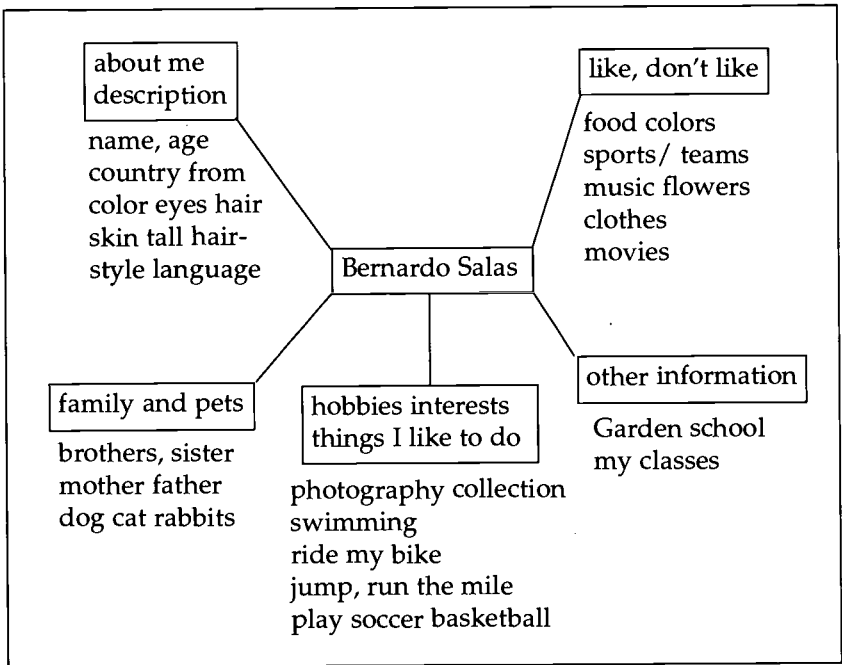 about me
description
name, age
country from
color eyes hair
skin tall hair-
style language
like, don't like
food colors
sports/ teams
music flowers
clothes
movies
Bernardo Salas
family and pets
brothers, sister
mother father
dog cat rabbits
hobbies interests
things I like to do
photography collection
swimming
ride my bike
jump, run the mile
play soccer basketball
other information
Garden school
my classes